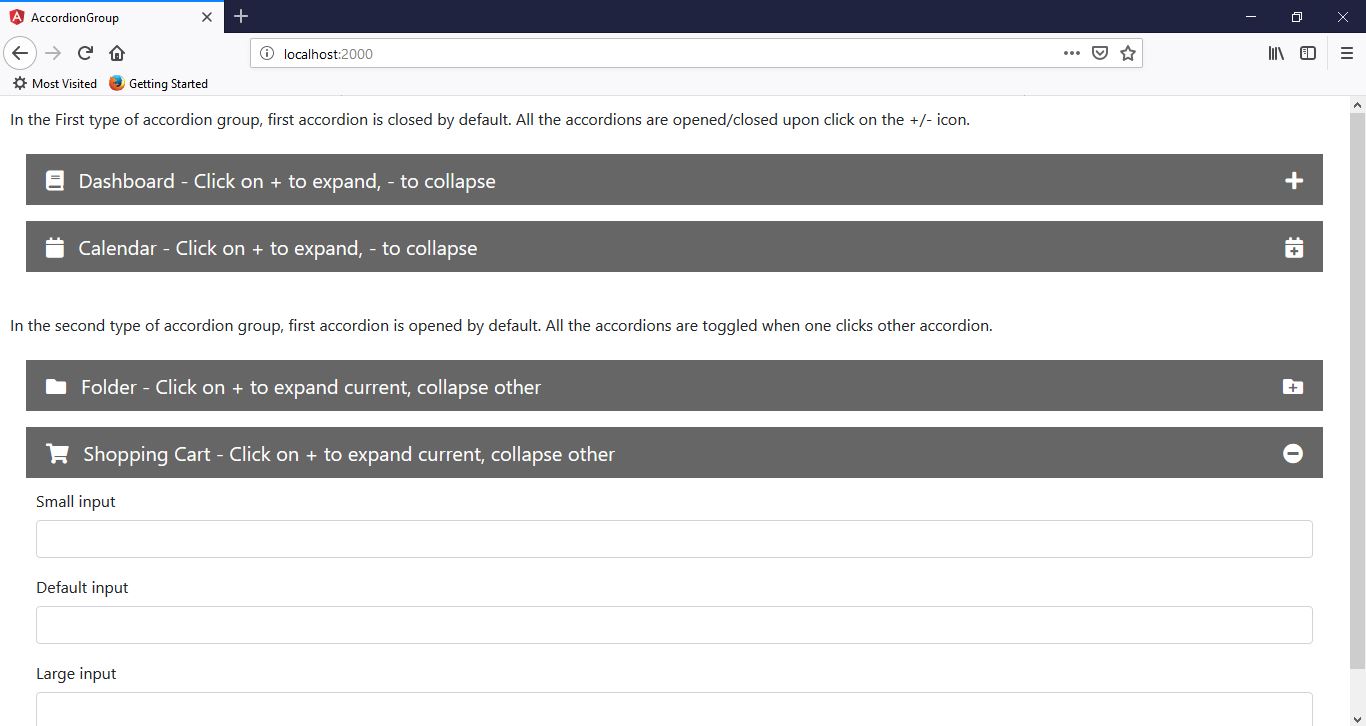 AccordionGroup
localhost:2000
Most Visited
Getting Started
In the First type of accordion group, first accordion is closed by default. All the accordions are opened/closed upon click on the +/- icon.
Dashboard - Click on + to expand, - to collapse
Calendar - Click on + to expand, - to collapse
In the second type of accordion group, first accordion is opened by default. All the accordions are toggled when one clicks other accordion.
Folder - Click on + to expand current, collapse other
Shopping Cart - Click on + to expand current, collapse other
Small input
Default input
Large input